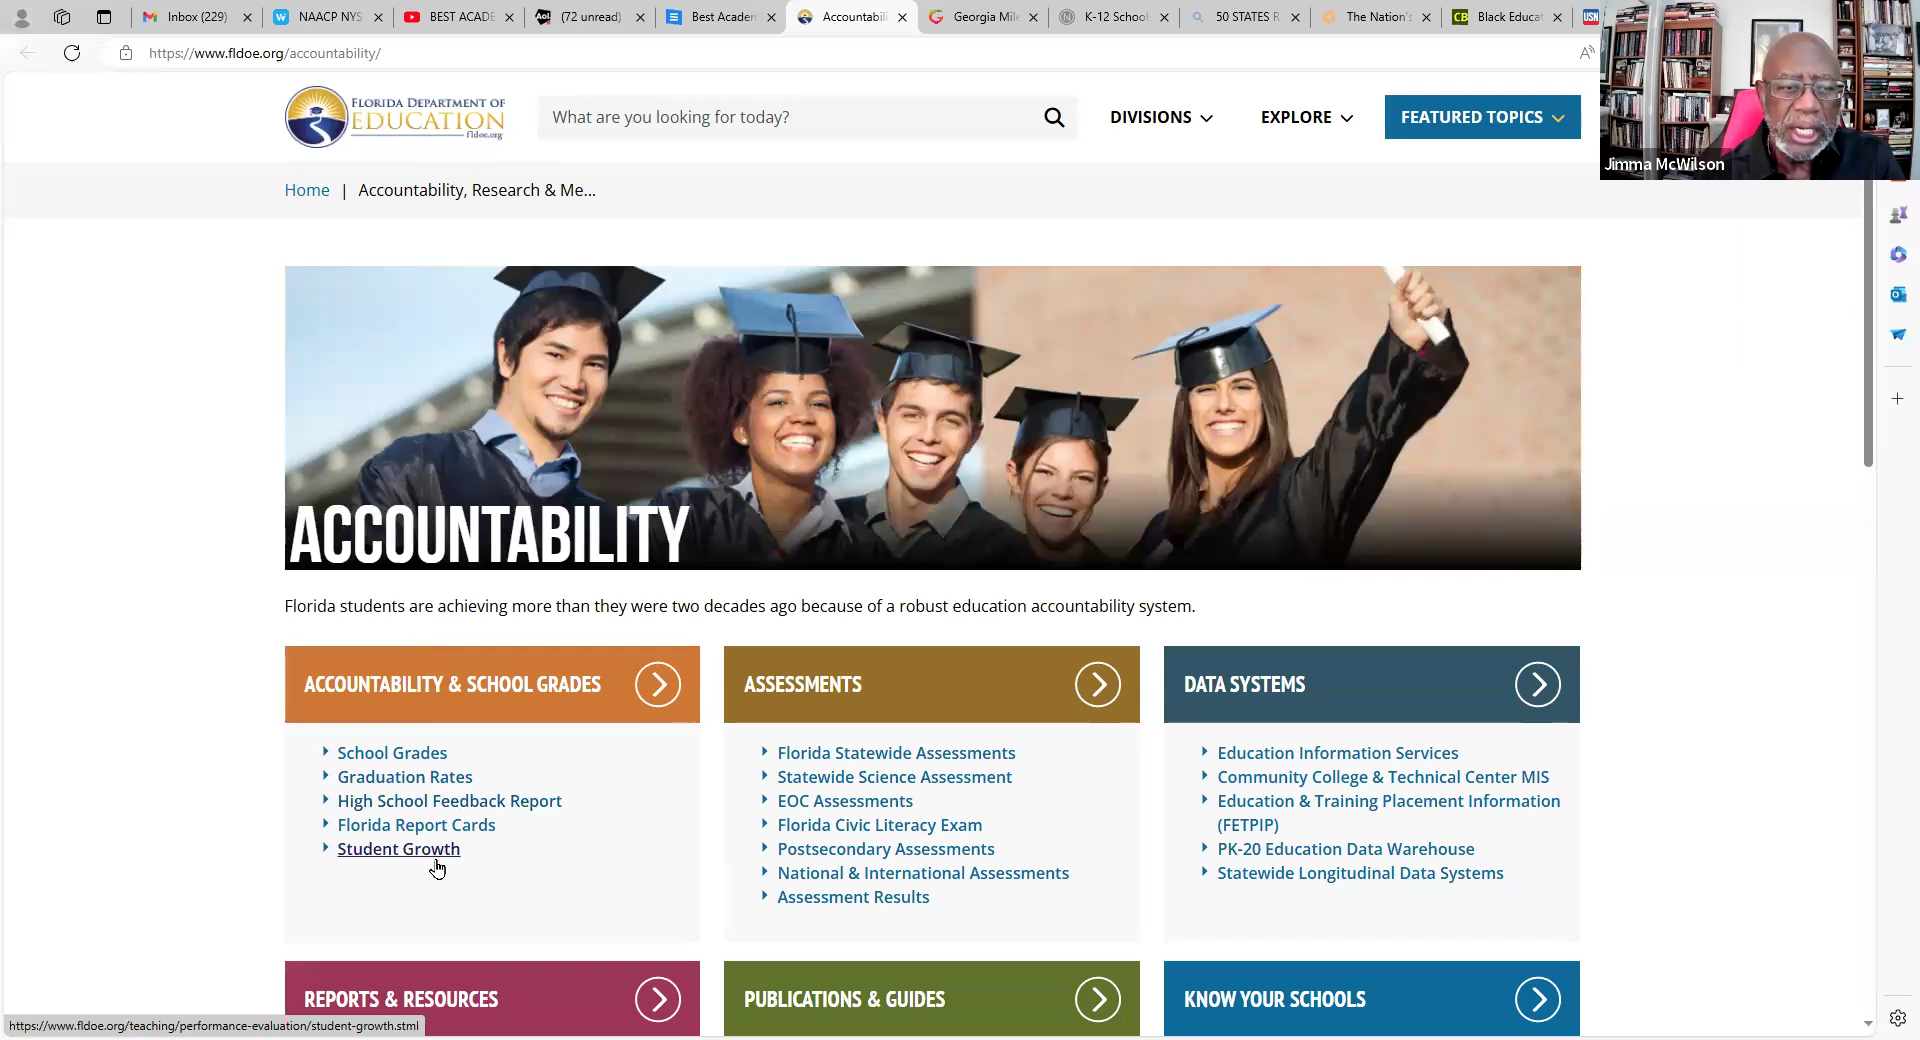 Inbox (229)
NAACP NYS
BEST ACADE
Aol.
(72 unread)
Best Academ
Accountabili
Georgia Mile
K-12 School
50 STATES R
The Nation's
CB
Black Educat
USN
https://www.fldoe.org/accountability/
FLORIDA DEPARTMENT OF
EDUCATION
fldoe.org
What are you looking for today?
DIVISIONS
EXPLORE
FEATURED TOPICS
Jimma McWilson
Home | Accountability, Research & Me...
ACCOUNTABILITY
Florida students are achieving more than they were two decades ago because of a robust education accountability system.
ACCOUNTABILITY & SCHOOL GRADES
School Grades
Graduation Rates
High School Feedback Report
Florida Report Cards
Student Growth
ASSESSMENTS
Florida Statewide Assessments
Statewide Science Assessment
EOC Assessments
Florida Civic Literacy Exam
Postsecondary Assessments
National & International Assessments
Assessment Results
DATA SYSTEMS
Education Information Services
Community College & Technical Center MIS
Education & Training Placement Information
(FETPIP)
PK-20 Education Data Warehouse
Statewide Longitudinal Data Systems
REPORTS & RESOURCES
PUBLICATIONS & GUIDES
KNOW YOUR SCHOOLS
https://www.fldoe.org/teaching/performance-evaluation/student-growth.stml